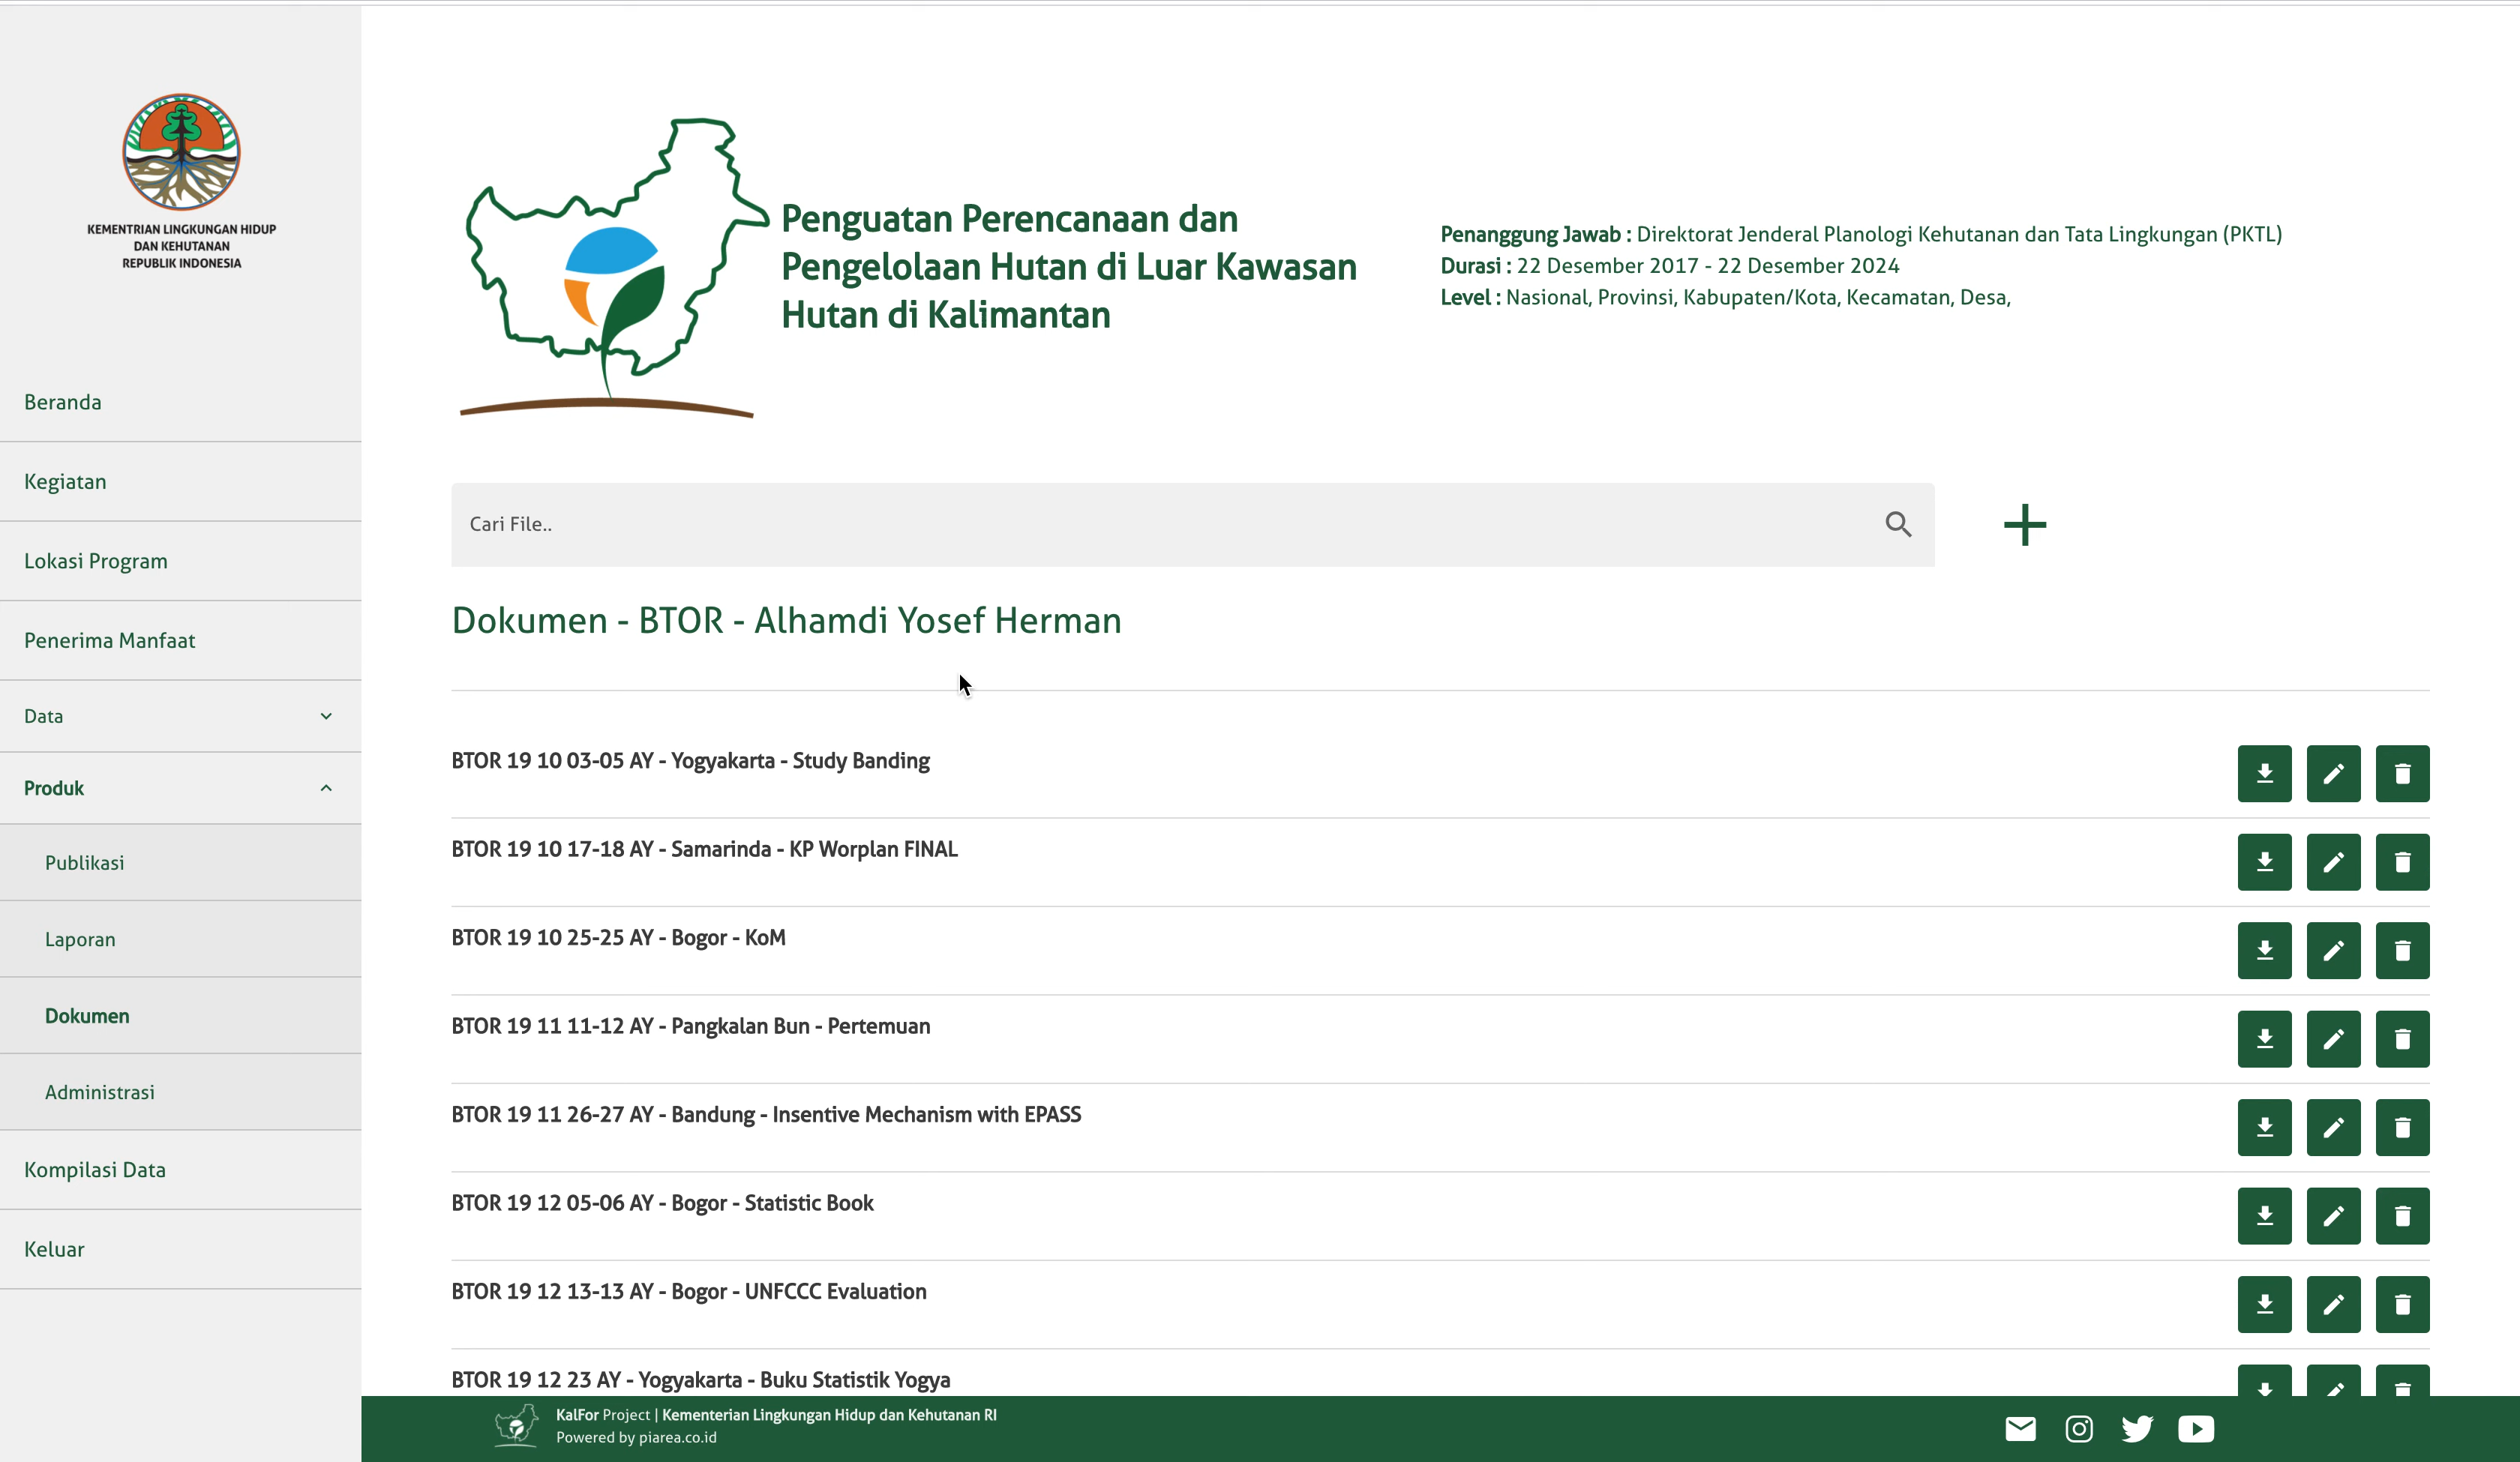 KEMENTRIAN LINGKUNGAN HIDUP
DAN KEHUTANAN
REPUBLIK INDONESIA
Beranda
Kegiatan
Lokasi Program
Penerima Manfaat
Data
Produk
Publikasi
Laporan
Dokumen
Administrasi
Kompilasi Data
Keluar
Penguatan Perencanaan dan
Pengelolaan Hutan di Luar Kawasan
Hutan di Kalimantan
Penanggung Jawab : Direktorat Jenderal Planologi Kehutanan dan Tata Lingkungan (PKTL)
Durasi : 22 Desember 2017 - 22 Desember 2024
Level : Nasional, Provinsi, Kabupaten/Kota, Kecamatan, Desa,
Cari File..
Dokumen - BTOR - Alhamdi Yosef Herman
BTOR 19 10 03-05 AY - Yogyakarta - Study Banding
BTOR 19 10 17-18 AY - Samarinda - KP Worplan FINAL
BTOR 19 10 25-25 AY - Bogor - KoM
BTOR 19 11 11-12 AY - Pangkalan Bun - Pertemuan
BTOR 19 11 26-27 AY - Bandung - Insentive Mechanism with EPASS
BTOR 19 12 05-06 AY - Bogor - Statistic Book
BTOR 19 12 13-13 AY - Bogor - UNFCCC Evaluation
BTOR 19 12 23 AY - Yogyakarta - Buku Statistik Yogya
KalFor Project | Kementerian Lingkungan Hidup dan Kehutanan RI
Powered by piarea.co.id